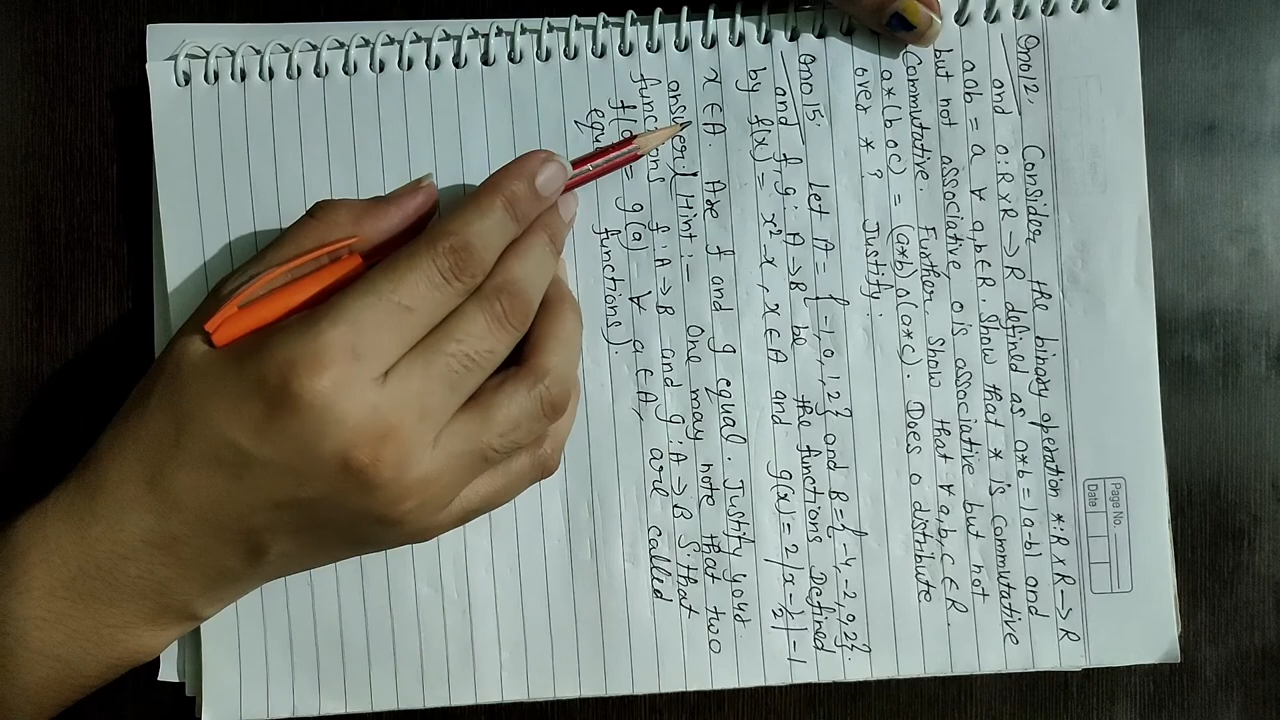 Page No.
Date
Qno12. Consider the binary operation *: R x R → R
and o: R x R → R defined as a*b = |a-b| and
aob = a ∀ a,b ∈ R. Show that * is commutative
but not associative, o is associative but not
Commutative. Further, Show that ∀ a,b,c ∈ R.
a*(boc) = (a*b)o(a*c). Does o distribute
over * ? Justify.
Qno15. Let A = {-1,0,1,2} and B={-4,-2,0,2}.
and f,g: A → B be the functions Defined
by f(x) = x²-x, x ∈ A and g(x) = 2|x-½|-1
x ∈ A. Are f and g equal. Justify your
answer. (Hint :- One may note that two
functions f: A → B and g: A → B S that
= g(a) - ∀ a ∈ A, are called
functions).